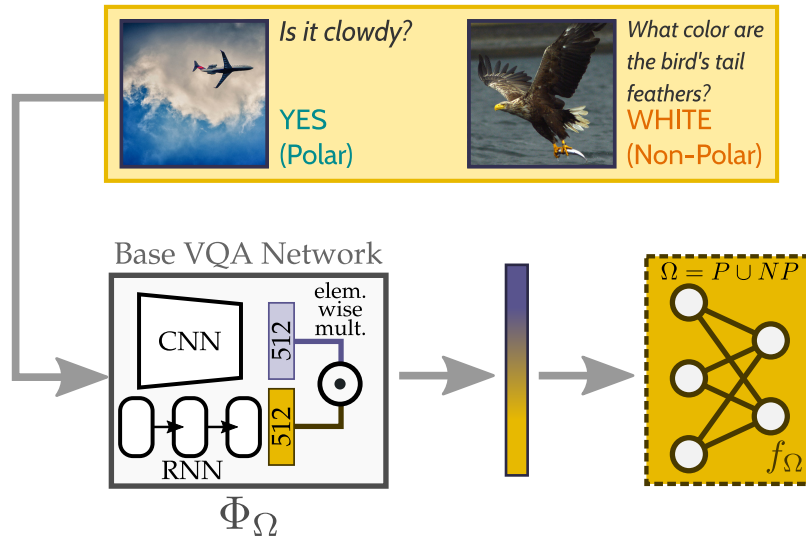 Is it clowdy?
YES
(Polar)
What color are
the bird's tail
feathers?
WHITE
(Non-Polar)
Base VQA Network
CNN
512
elem.
wise
mult.
512
RNN
Φ_Ω
Ω = P ∪ NP
f_Ω